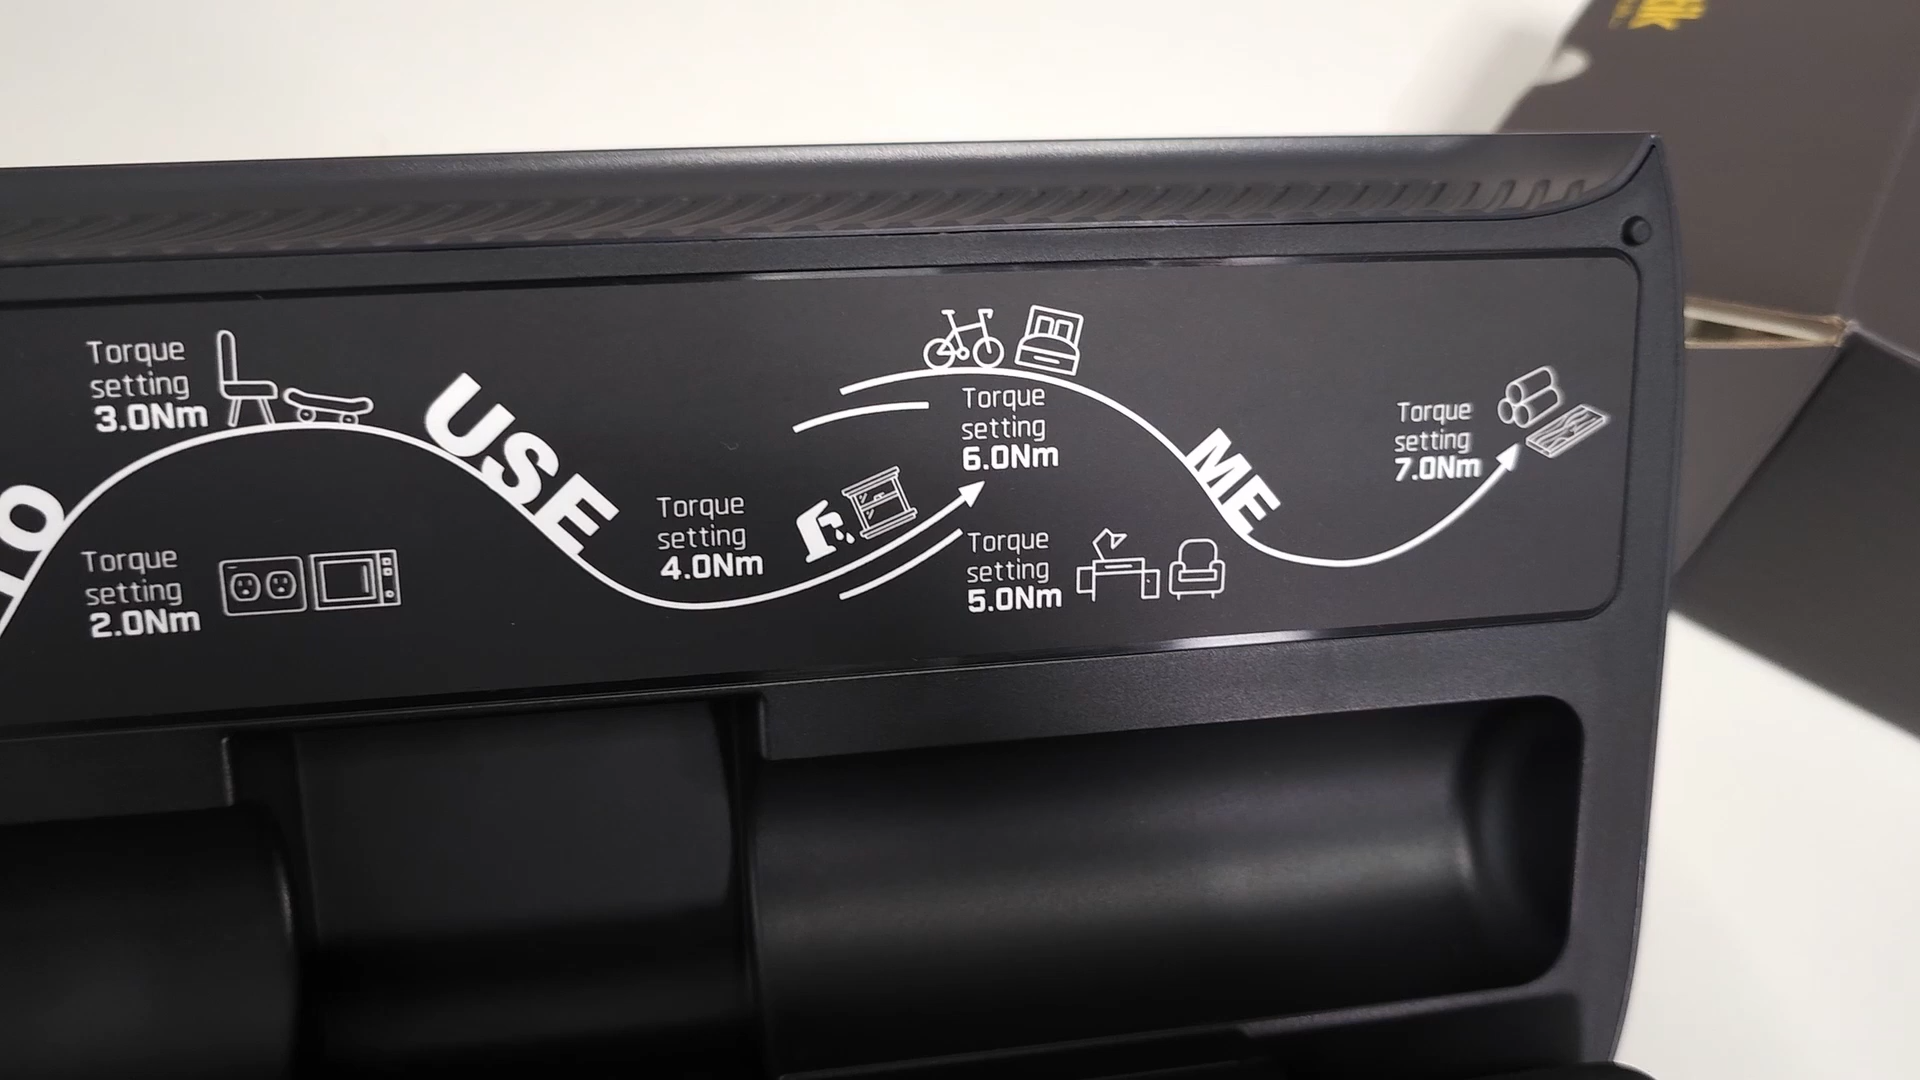 Torque
setting
3.0Nm
TO
USE
Torque
setting
2.0Nm
Torque
setting
4.0Nm
Torque
setting
6.0Nm
Torque
setting
5.0Nm
ME
Torque
setting
7.0Nm